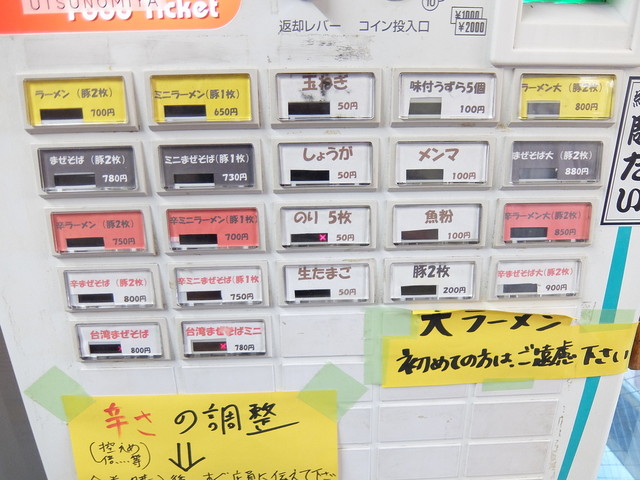 UTSUNOMIYA
Food Ticket
返却レバー コイン投入口
⑩
¥1000
¥2000
ラーメン（豚2枚）
700円
ミニラーメン（豚1枚）
650円
玉ねぎ
50円
味付うずら5個
100円
ラーメン大（豚2枚）
800円
まぜそば（豚2枚）
780円
ミニまぜそば（豚1枚）
730円
しょうが
50円
メンマ
100円
まぜそば大（豚2枚）
880円
辛ラーメン（豚2枚）
750円
辛ミニラーメン（豚1枚）
700円
のり 5枚
50円
魚粉
100円
辛ラーメン大（豚2枚）
850円
辛まぜそば（豚2枚）
800円
辛ミニまぜそば（豚1枚）
750円
生たまご
50円
豚2枚
200円
辛まぜそば大（豚2枚）
900円
台湾まぜそば
800円
台湾まぜそばミニ
780円
大ラーメン
初めての方は、ご遠慮下さい
辛さの調整
(控えめ
倍....等)
⇓
に伝えて下